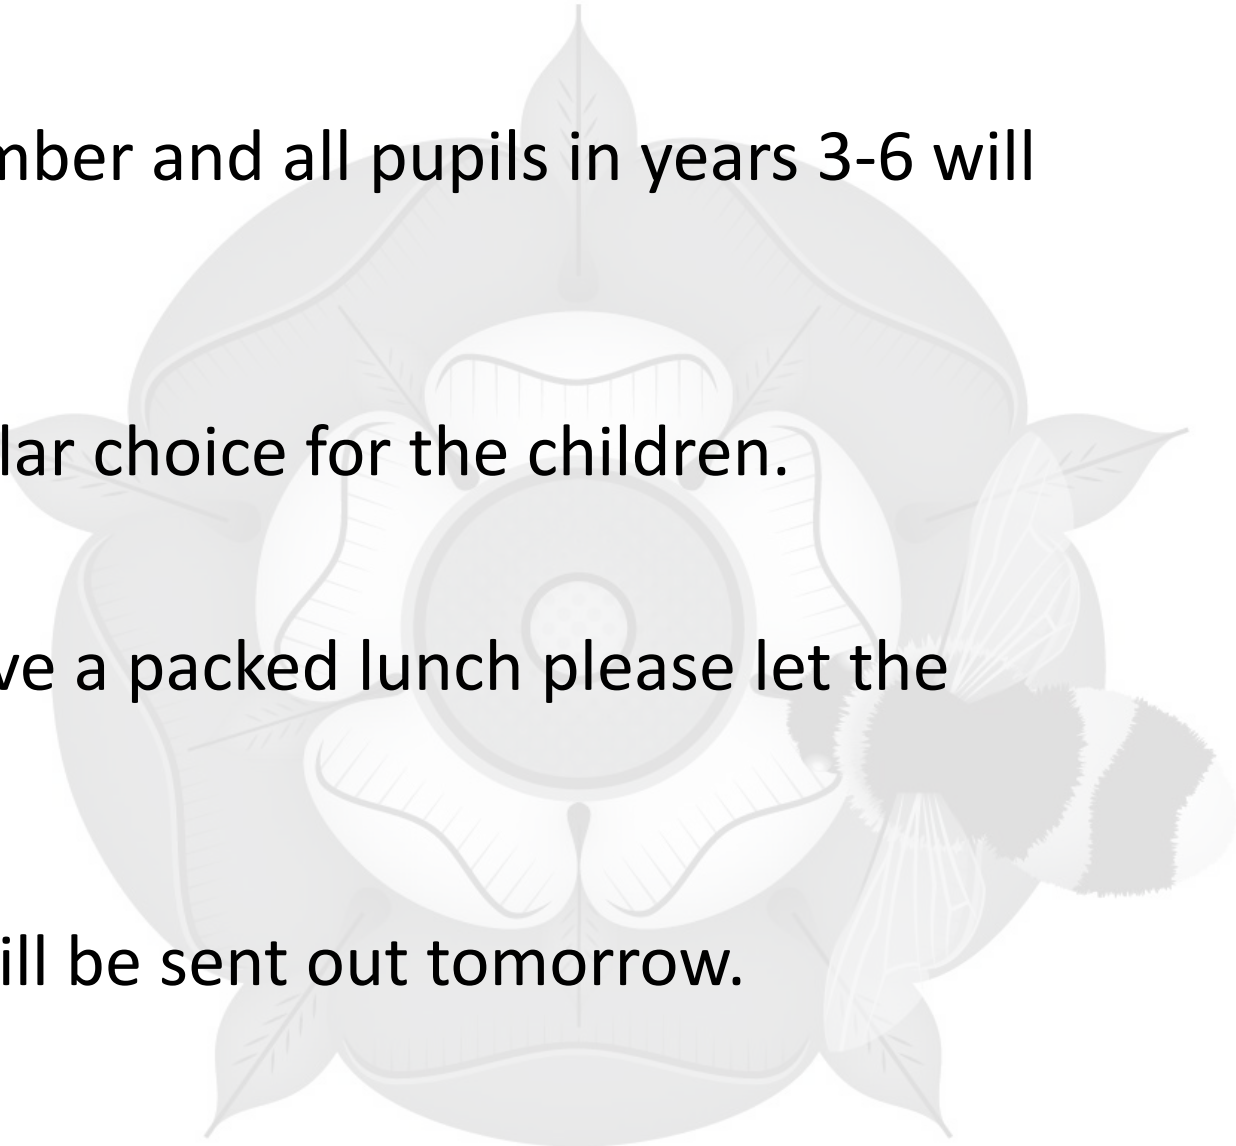 mber and all pupils in years 3-6 will
lar choice for the children.
ve a packed lunch please let the
ill be sent out tomorrow.